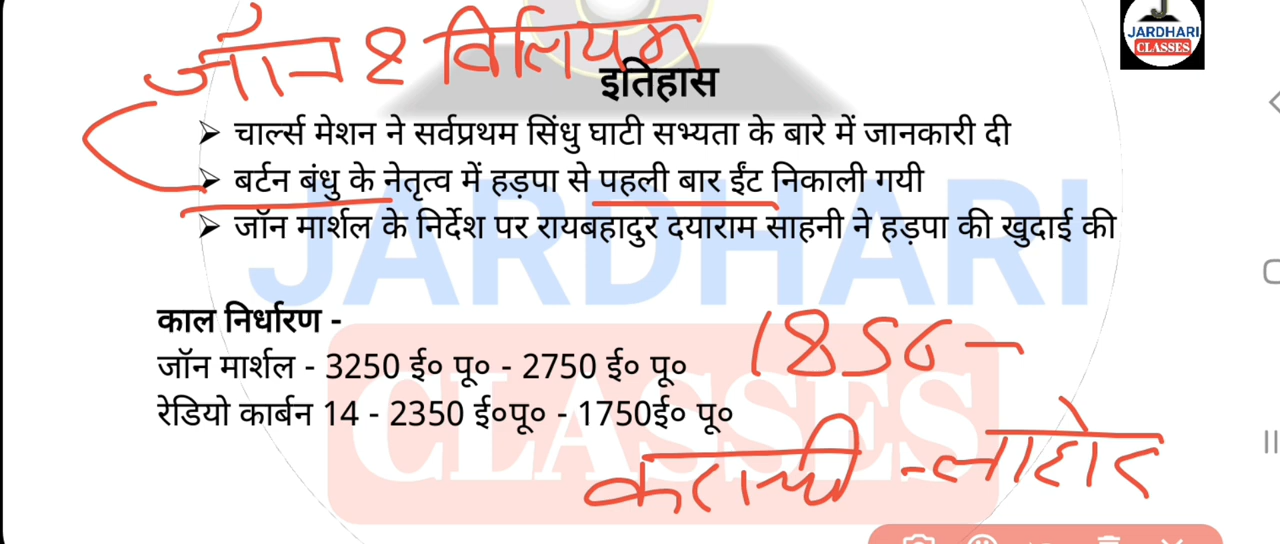 जॉन & विलियम
JARDHARI
CLASSES
इतिहास
➢ चार्ल्स मेशन ने सर्वप्रथम सिंधु घाटी सभ्यता के बारे में जानकारी दी
➢ बर्टन बंधु के नेतृत्व में हड़पा से पहली बार ईंट निकाली गयी
➢ जॉन मार्शल के निर्देश पर रायबहादुर दयाराम साहनी ने हड़पा की खुदाई की
JARDHARI
काल निर्धारण -
जॉन मार्शल - 3250 ई० पू० - 2750 ई० पू०
1856 -
रेडियो कार्बन 14 - 2350 ई०पू० - 1750ई० पू०
CLASSES
कराची - लाहौर